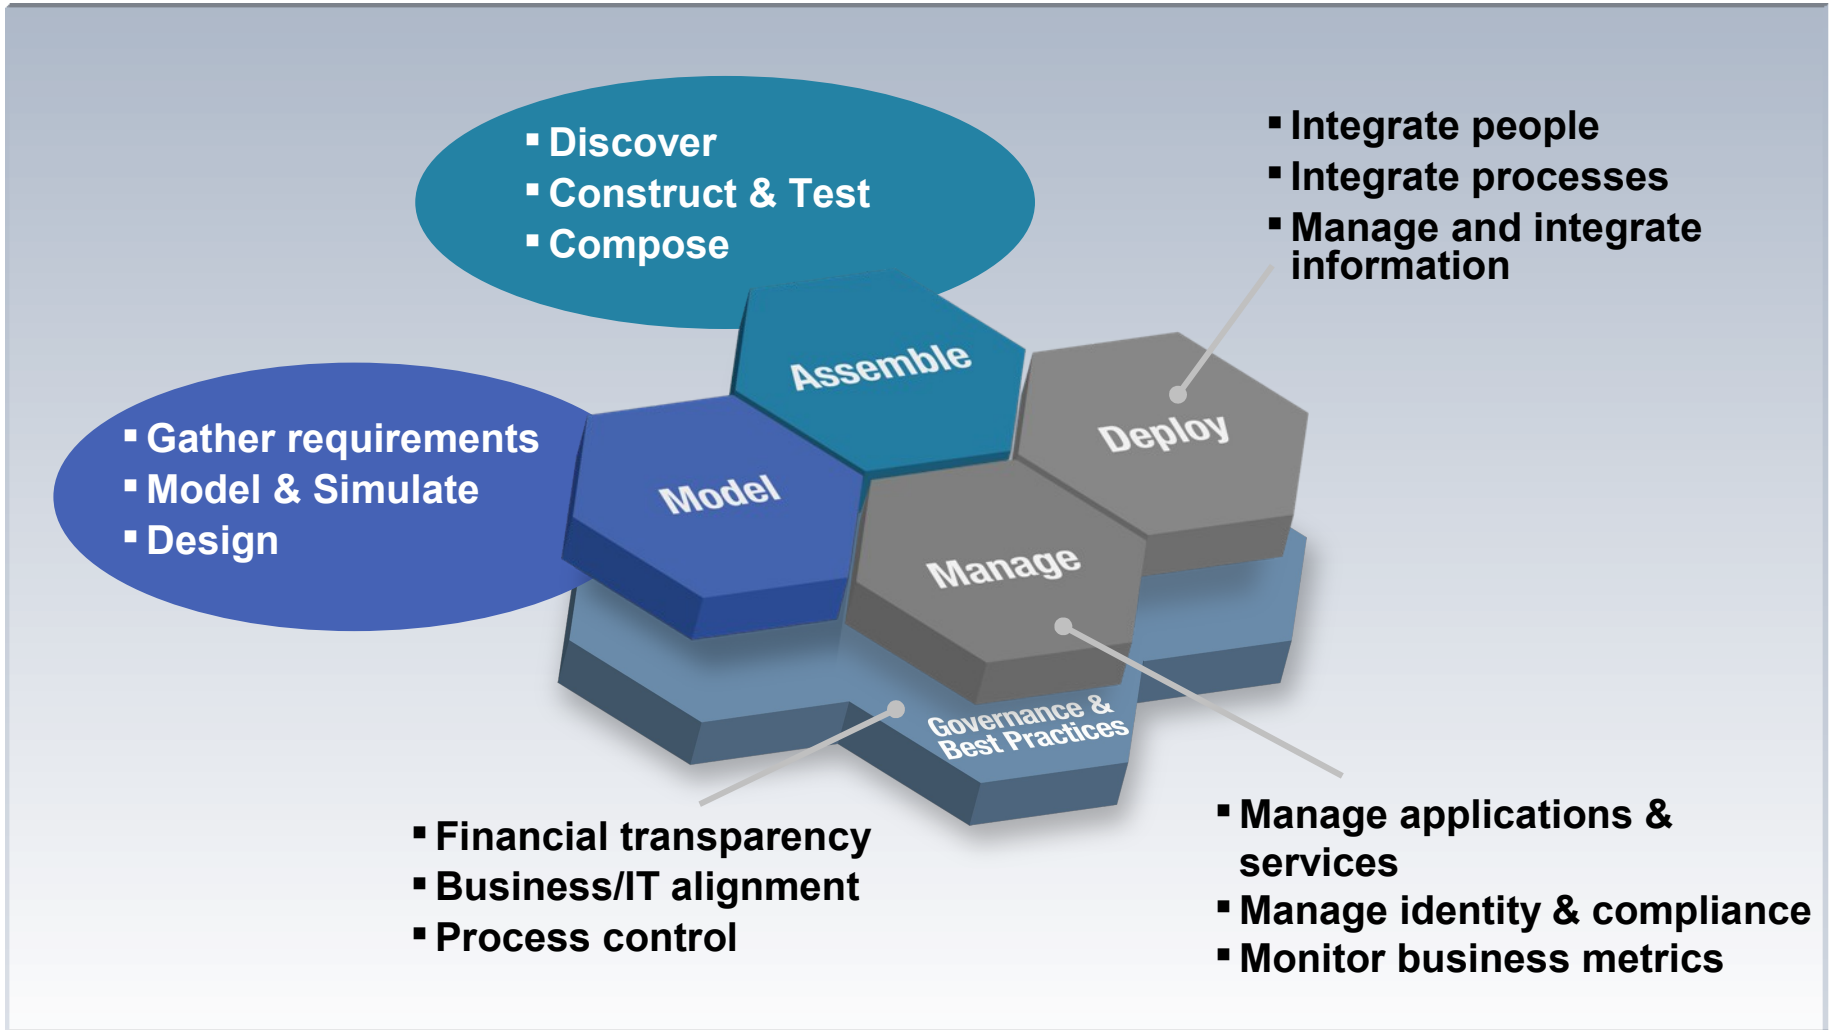 ▪ Discover
▪ Construct & Test
▪ Compose
▪ Integrate people
▪ Integrate processes
▪ Manage and integrate
information
Assemble
Deploy
▪ Gather requirements
▪ Model & Simulate
▪ Design
Model
Manage
Governance &
Best Practices
▪ Financial transparency
▪ Business/IT alignment
▪ Process control
▪ Manage applications &
services
▪ Manage identity & compliance
▪ Monitor business metrics